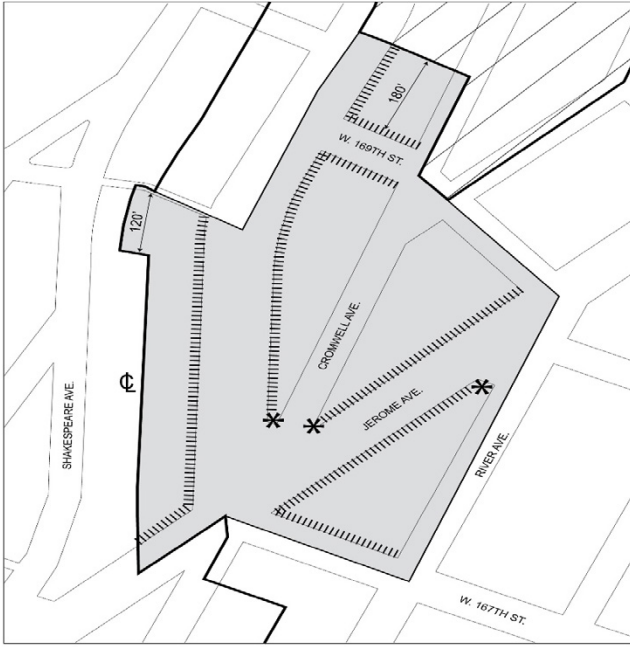 180'
W. 169TH ST.
120'
CROMWELL AVE.
℄
JEROME AVE.
SHAKESPEARE AVE.
RIVER AVE.
W. 167TH ST.